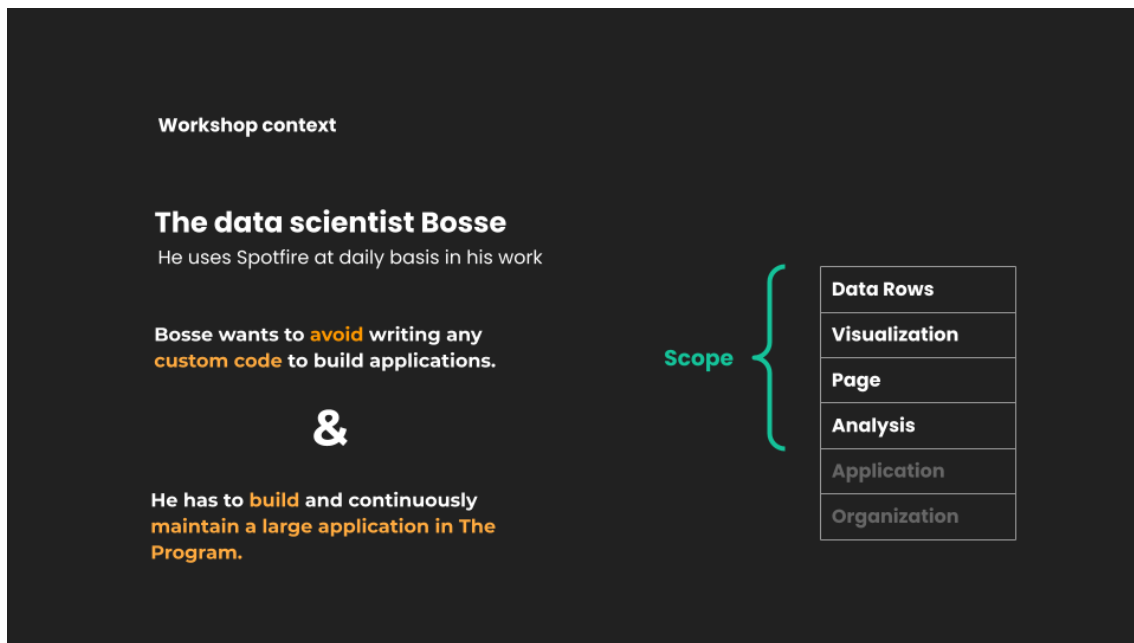 Workshop context
The data scientist Bosse
He uses Spotfire at daily basis in his work
Bosse wants to avoid writing any
custom code to build applications.
&
He has to build and continuously
maintain a large application in The
Program.
Scope
Data Rows
Visualization
Page
Analysis
Application
Organization